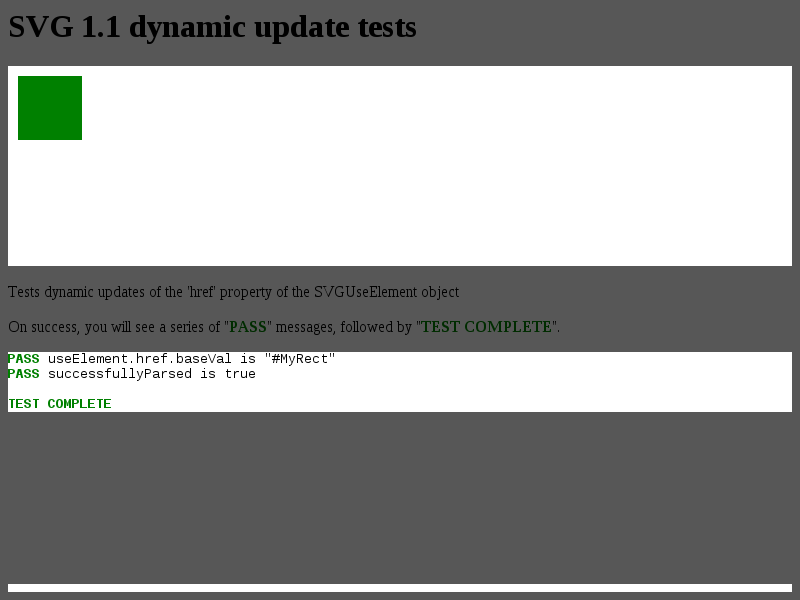 SVG 1.1 dynamic update tests
Tests dynamic updates of the 'href' property of the SVGUseElement object
On success, you will see a series of "PASS" messages, followed by "TEST COMPLETE".
PASS useElement.href.baseVal is "#MyRect"
PASS successfullyParsed is true
TEST COMPLETE